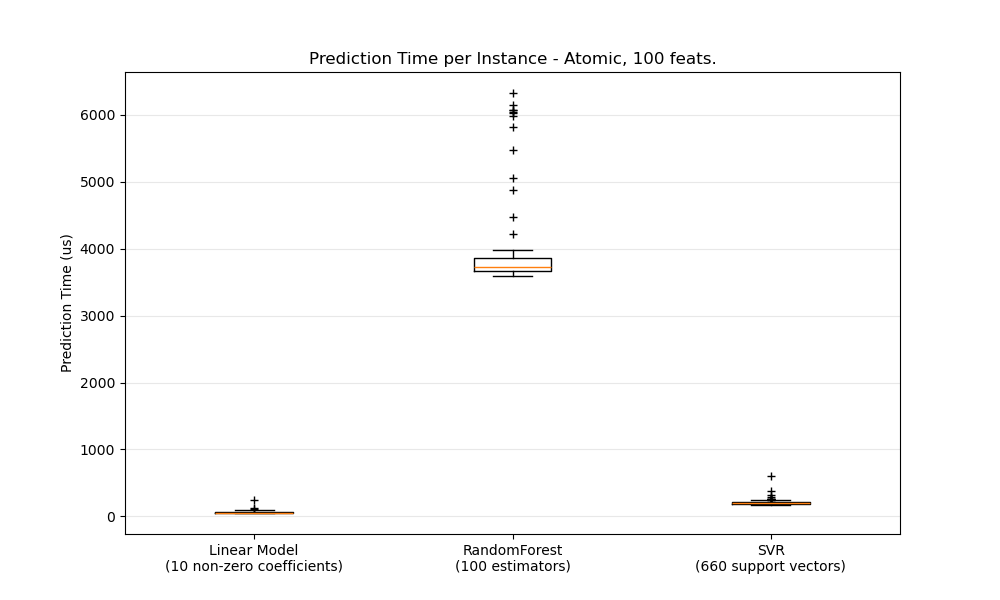 Prediction Time per Instance - Atomic, 100 feats.
Prediction Time (us)
6000
5000
4000
3000
2000
1000
0
Linear Model
(10 non-zero coefficients)
RandomForest
(100 estimators)
SVR
(660 support vectors)